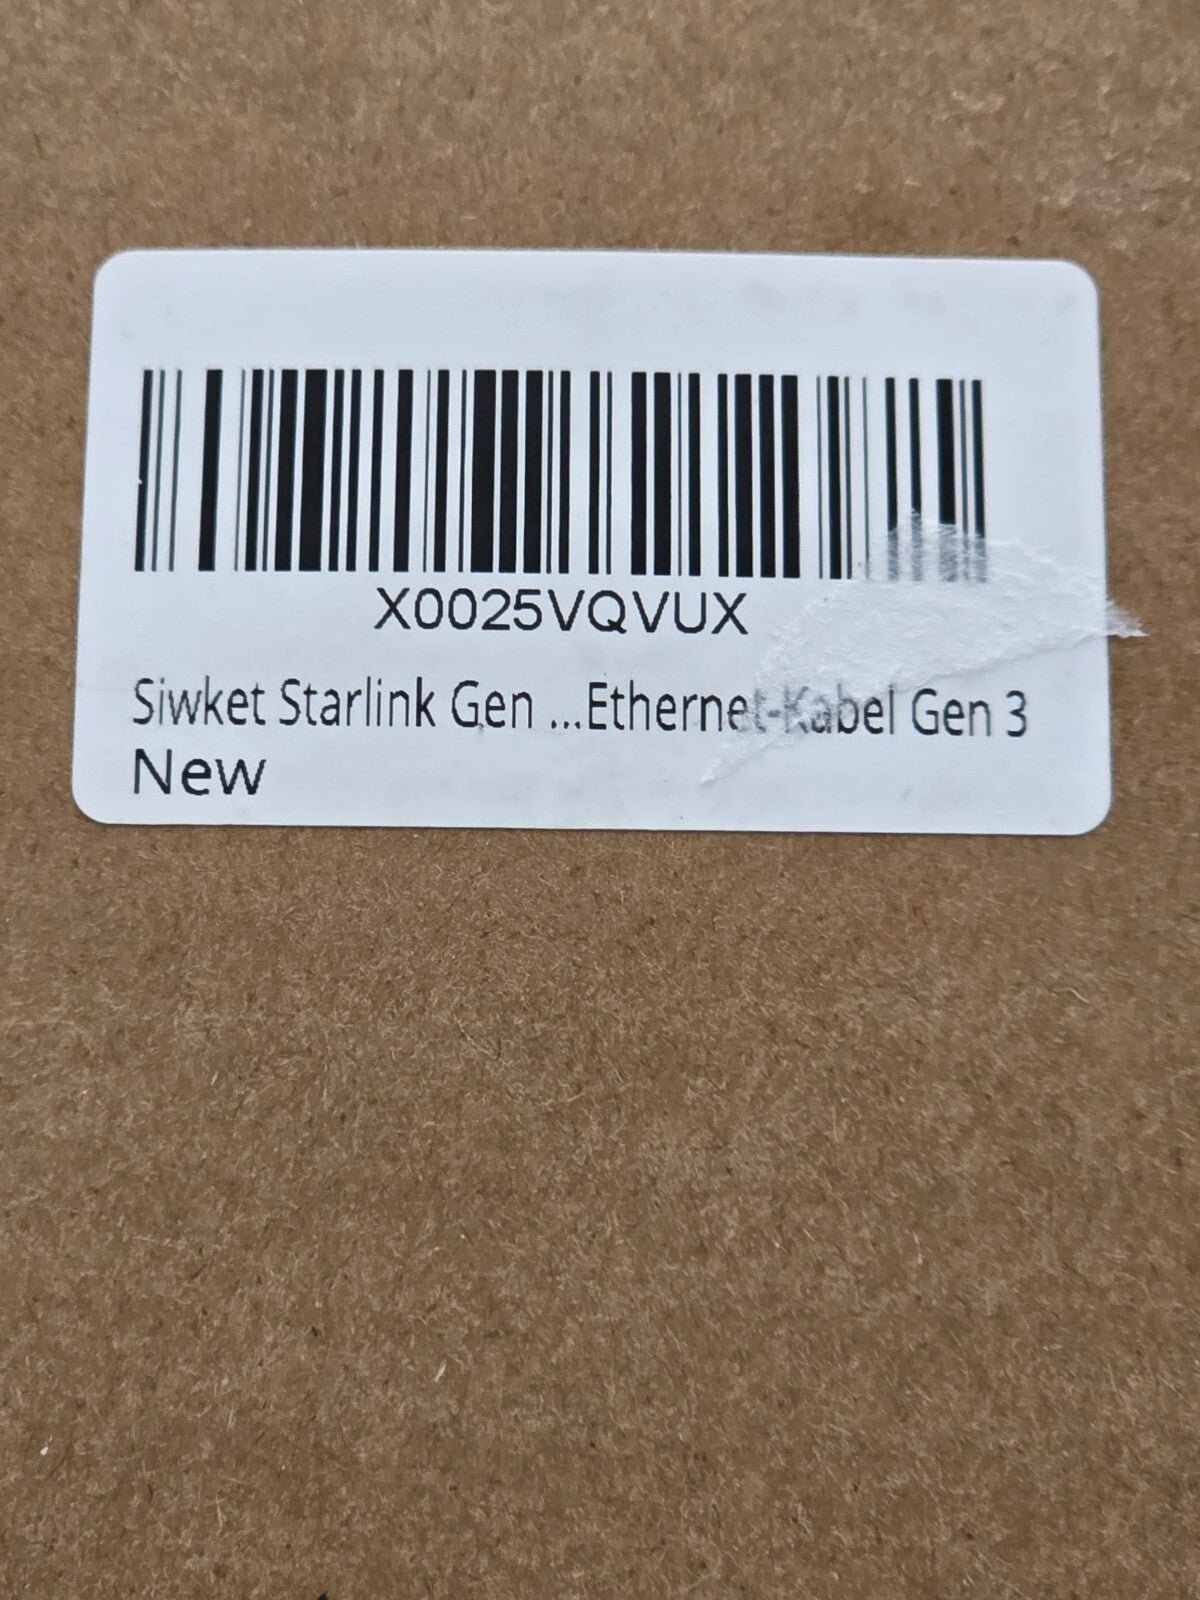 X0025VQVUX
Siwket Starlink Gen ...Ethernet-Kabel Gen 3
New